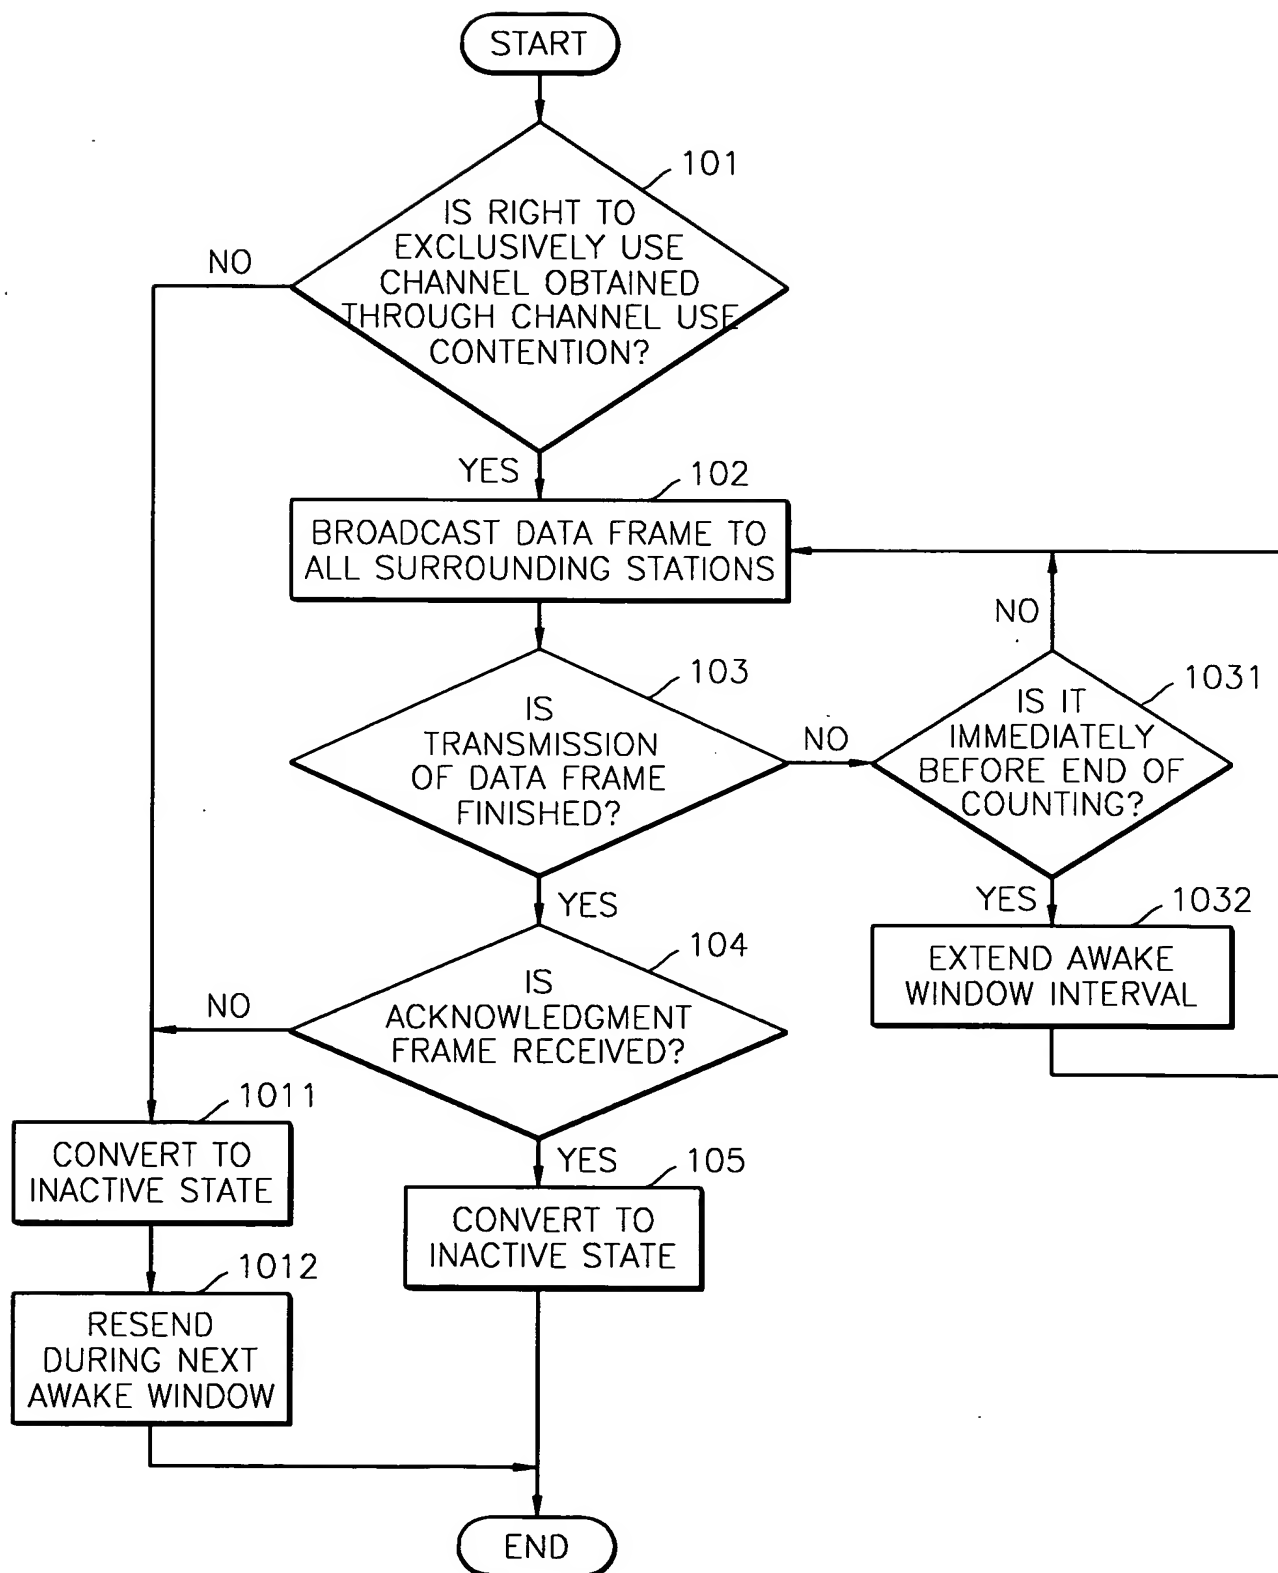 START
101
IS RIGHT TO
EXCLUSIVELY USE
CHANNEL OBTAINED
THROUGH CHANNEL USE
CONTENTION?
NO
YES
102
BROADCAST DATA FRAME TO
ALL SURROUNDING STATIONS
NO
103
IS
TRANSMISSION
OF DATA FRAME
FINISHED?
NO
1031
IS IT
IMMEDIATELY
BEFORE END OF
COUNTING?
YES
YES
1032
EXTEND AWAKE
WINDOW INTERVAL
104
IS
ACKNOWLEDGMENT
FRAME RECEIVED?
NO
1011
CONVERT TO
INACTIVE STATE
YES
105
CONVERT TO
INACTIVE STATE
1012
RESEND
DURING NEXT
AWAKE WINDOW
END